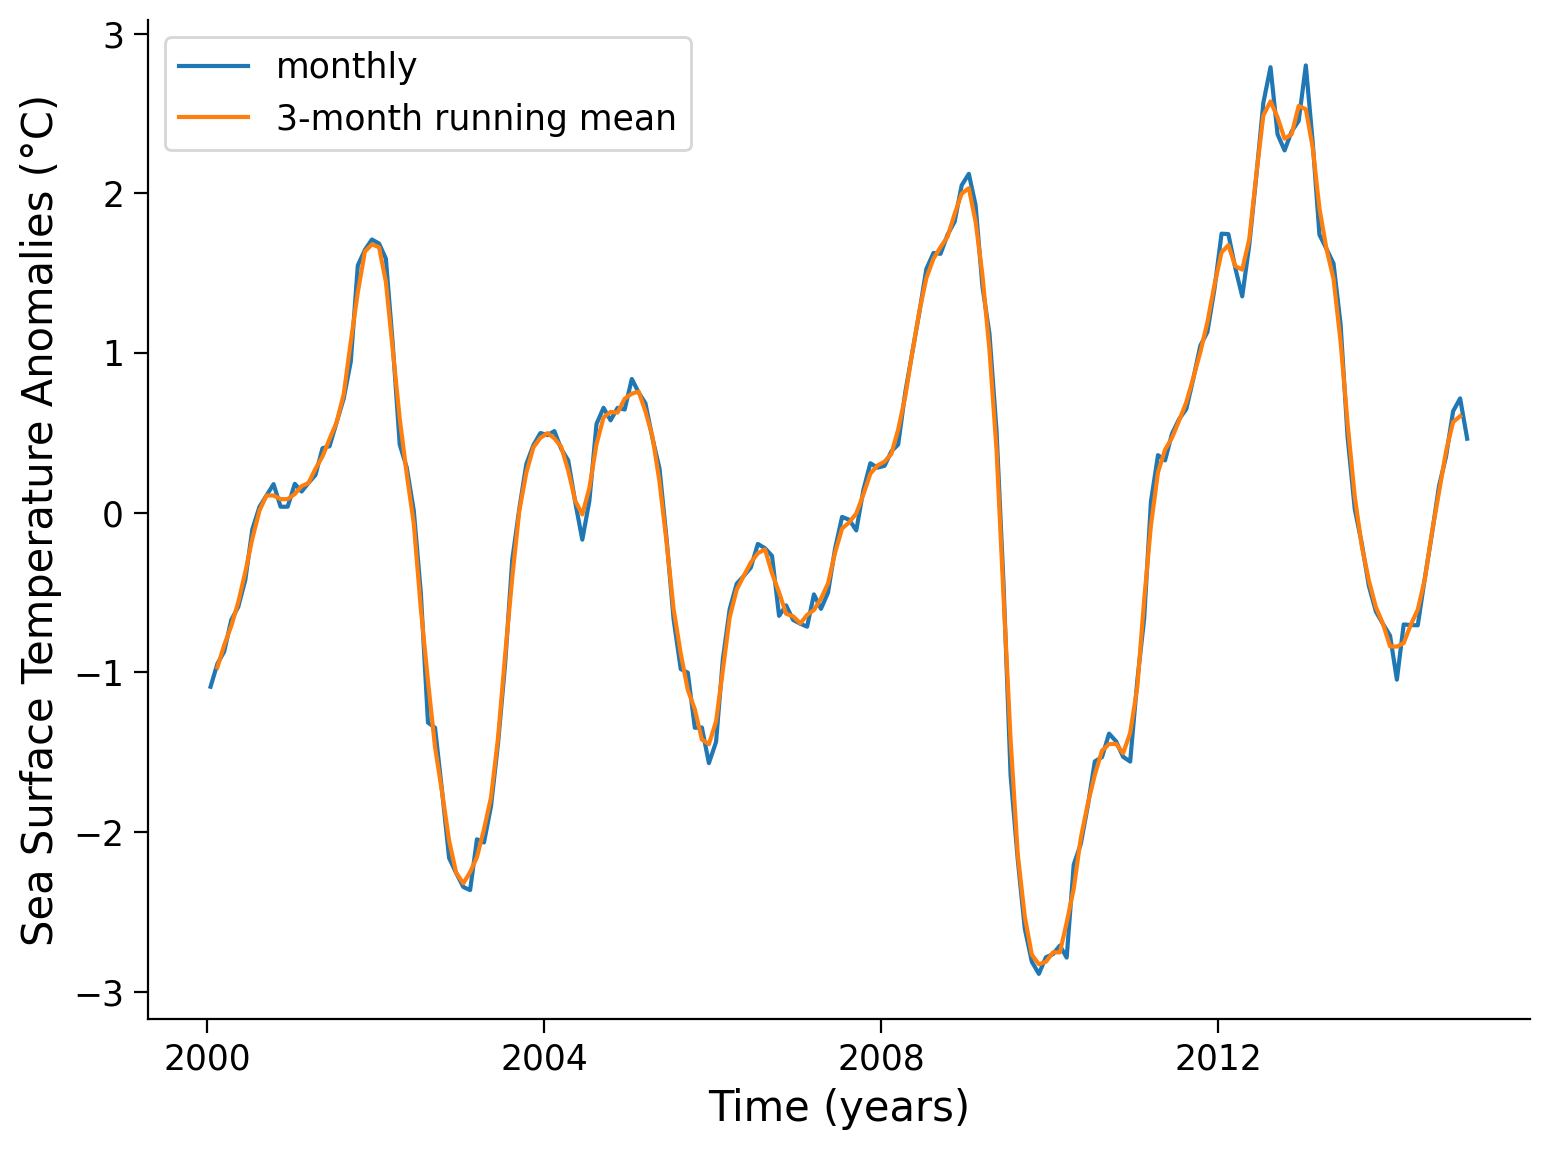 monthly
3-month running mean
3
2
1
0
−1
−2
−3
Sea Surface Temperature Anomalies (°C)
2000 2004 2008 2012
Time (years)